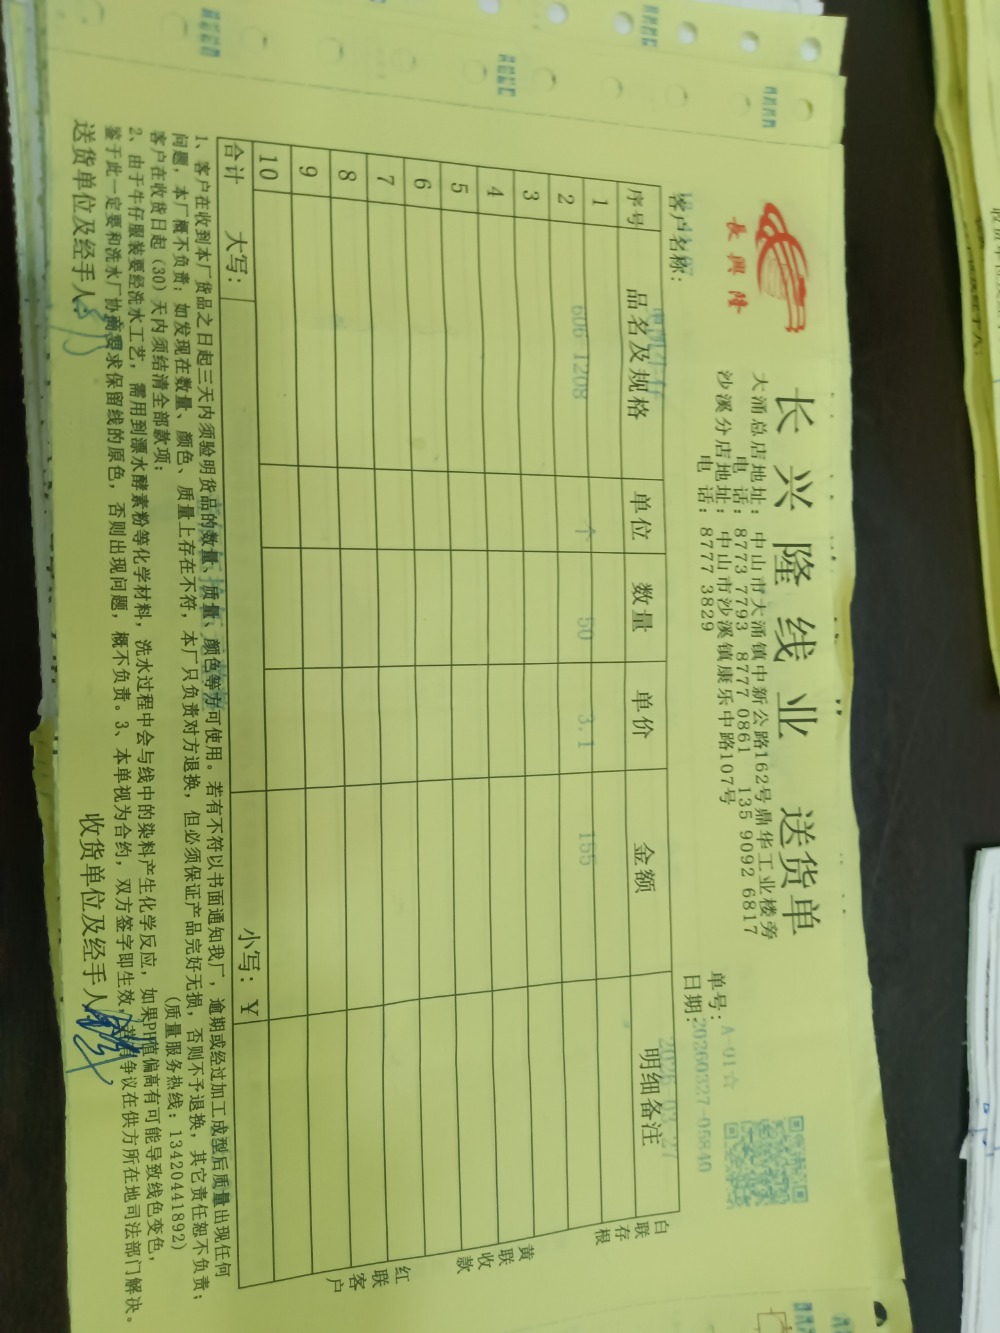 長興隆
长兴隆线业 送货单
大涌总店地址：中山市大涌镇中新公路162号鼎华工业楼旁
电 话：8773 7793 8777 0861 135 9092 6817
沙溪分店地址：中山市沙溪镇康乐中路107号
电 话：8777 3829
单号：A-01☆
20260327-05840
日期：
2026 03 27
客户名称：
序号 品名及规格 单位 数量 单价 金额 明细备注
1 606 1208 个 50 3.1 155
2
3
4
5
6
7
8
9
10
合计 大写： 小写：¥
白联存根
黄联收款
红联客户
1、客户在收到本厂货品之日起三天内须验明货品的数量、质量、颜色等方可使用。若有不符以书面通知我厂，逾期或经过加工成型后质量出现任何
问题，本厂概不负责；如发现在数量、颜色、质量上存在不符，本厂只负责对方退换，但必须保证产品完好无损，否则不予退换，其它责任恕不负责；
客户在收货日起（30）天内须结清全部款项； （质量服务热线：13420441892）
2、由于牛仔服装要经洗水工艺，需用到漂水酵素粉等化学材料，洗水过程中会与线中的染料产生化学反应，如果PH值偏高有可能导致线色变色，
鉴于此一定要和洗水厂协商要求保留线的原色，否则出现问题，概不负责。3、本单视为合约，双方签字即生效，若有争议在供方所在地司法部门解决。
送货单位及经手人： 收货单位及经手人：